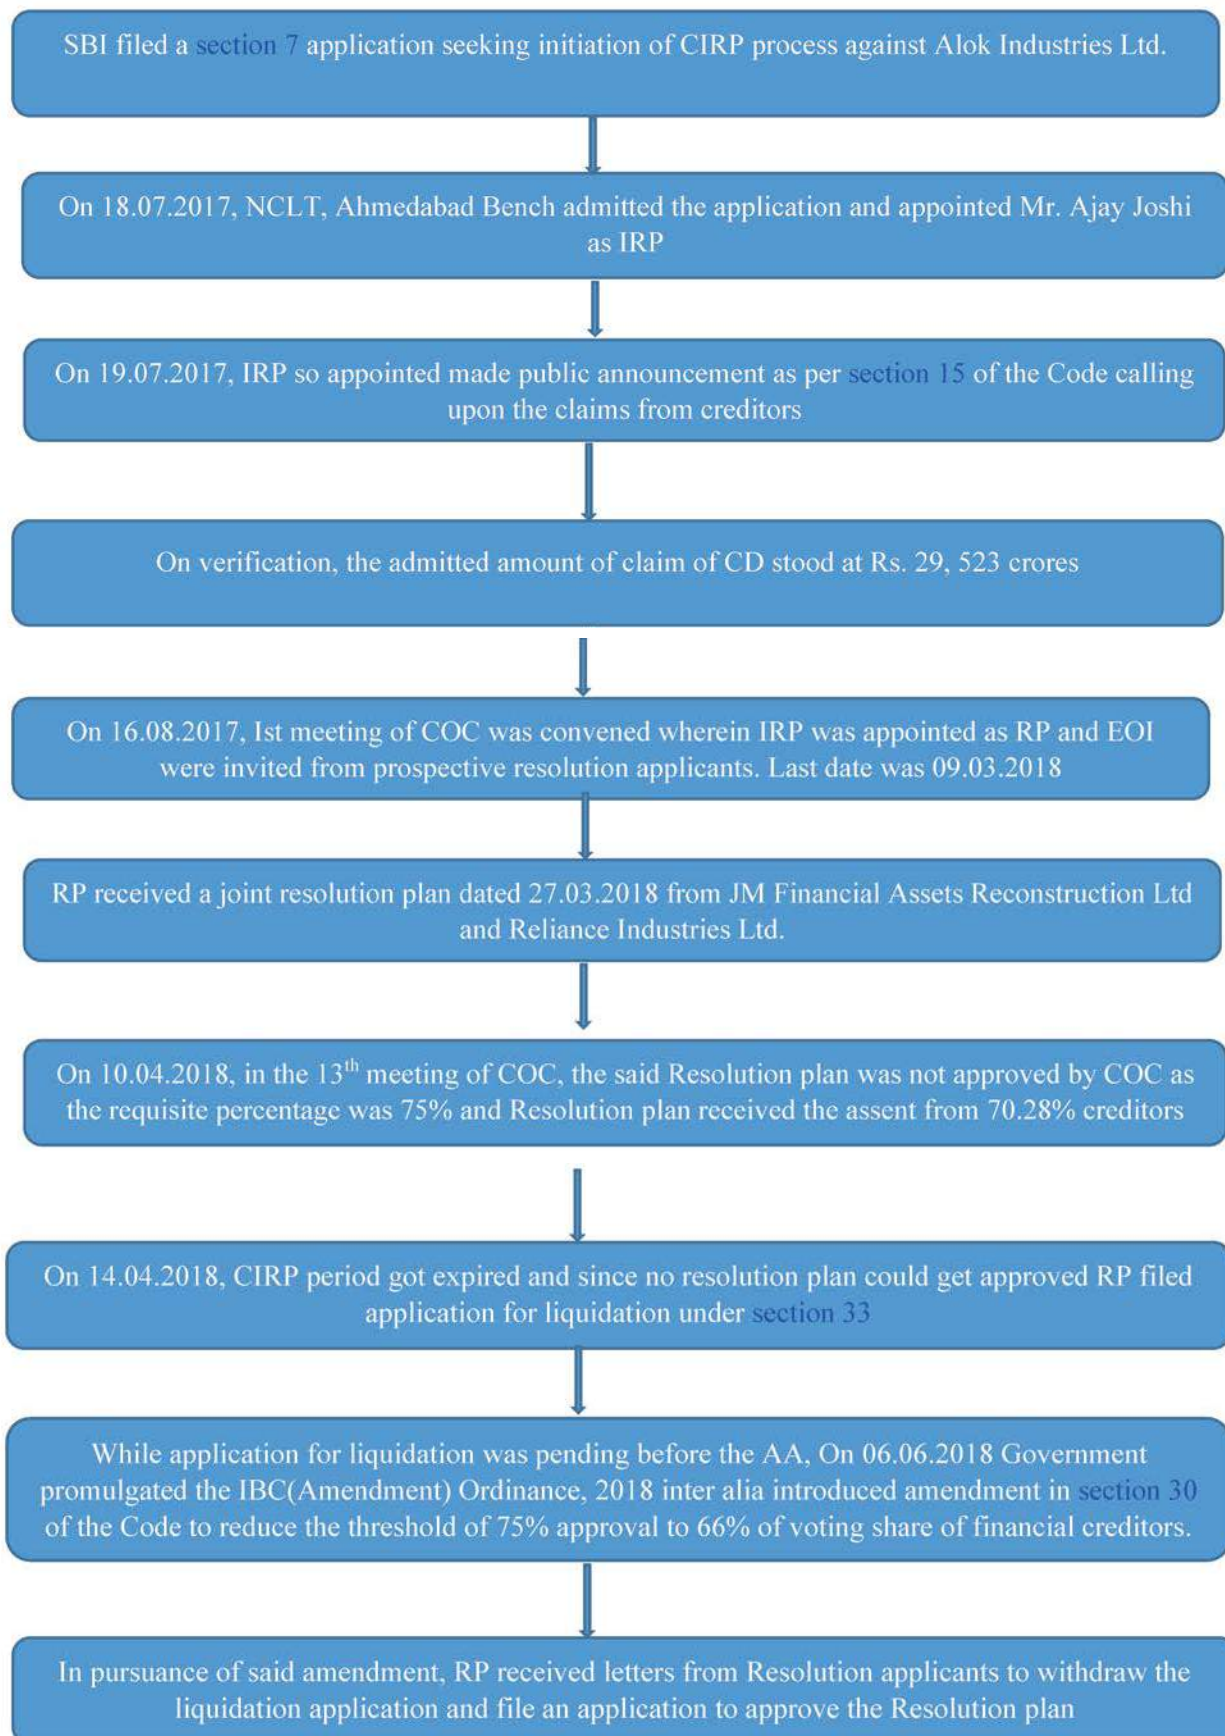 SBI filed a section 7 application seeking initiation of CIRP process against Alok Industries Ltd.
On 18.07.2017, NCLT, Ahmedabad Bench admitted the application and appointed Mr. Ajay Joshi
as IRP
On 19.07.2017, IRP so appointed made public announcement as per section 15 of the Code calling
upon the claims from creditors
On verification, the admitted amount of claim of CD stood at Rs. 29, 523 crores
On 16.08.2017, Ist meeting of COC was convened wherein IRP was appointed as RP and EOI
were invited from prospective resolution applicants. Last date was 09.03.2018
RP received a joint resolution plan dated 27.03.2018 from JM Financial Assets Reconstruction Ltd
and Reliance Industries Ltd.
On 10.04.2018, in the 13th meeting of COC, the said Resolution plan was not approved by COC as
the requisite percentage was 75% and Resolution plan received the assent from 70.28% creditors
On 14.04.2018, CIRP period got expired and since no resolution plan could get approved RP filed
application for liquidation under section 33
While application for liquidation was pending before the AA, On 06.06.2018 Government
promulgated the IBC(Amendment) Ordinance, 2018 inter alia introduced amendment in section 30
of the Code to reduce the threshold of 75% approval to 66% of voting share of financial creditors.
In pursuance of said amendment, RP received letters from Resolution applicants to withdraw the
liquidation application and file an application to approve the Resolution plan